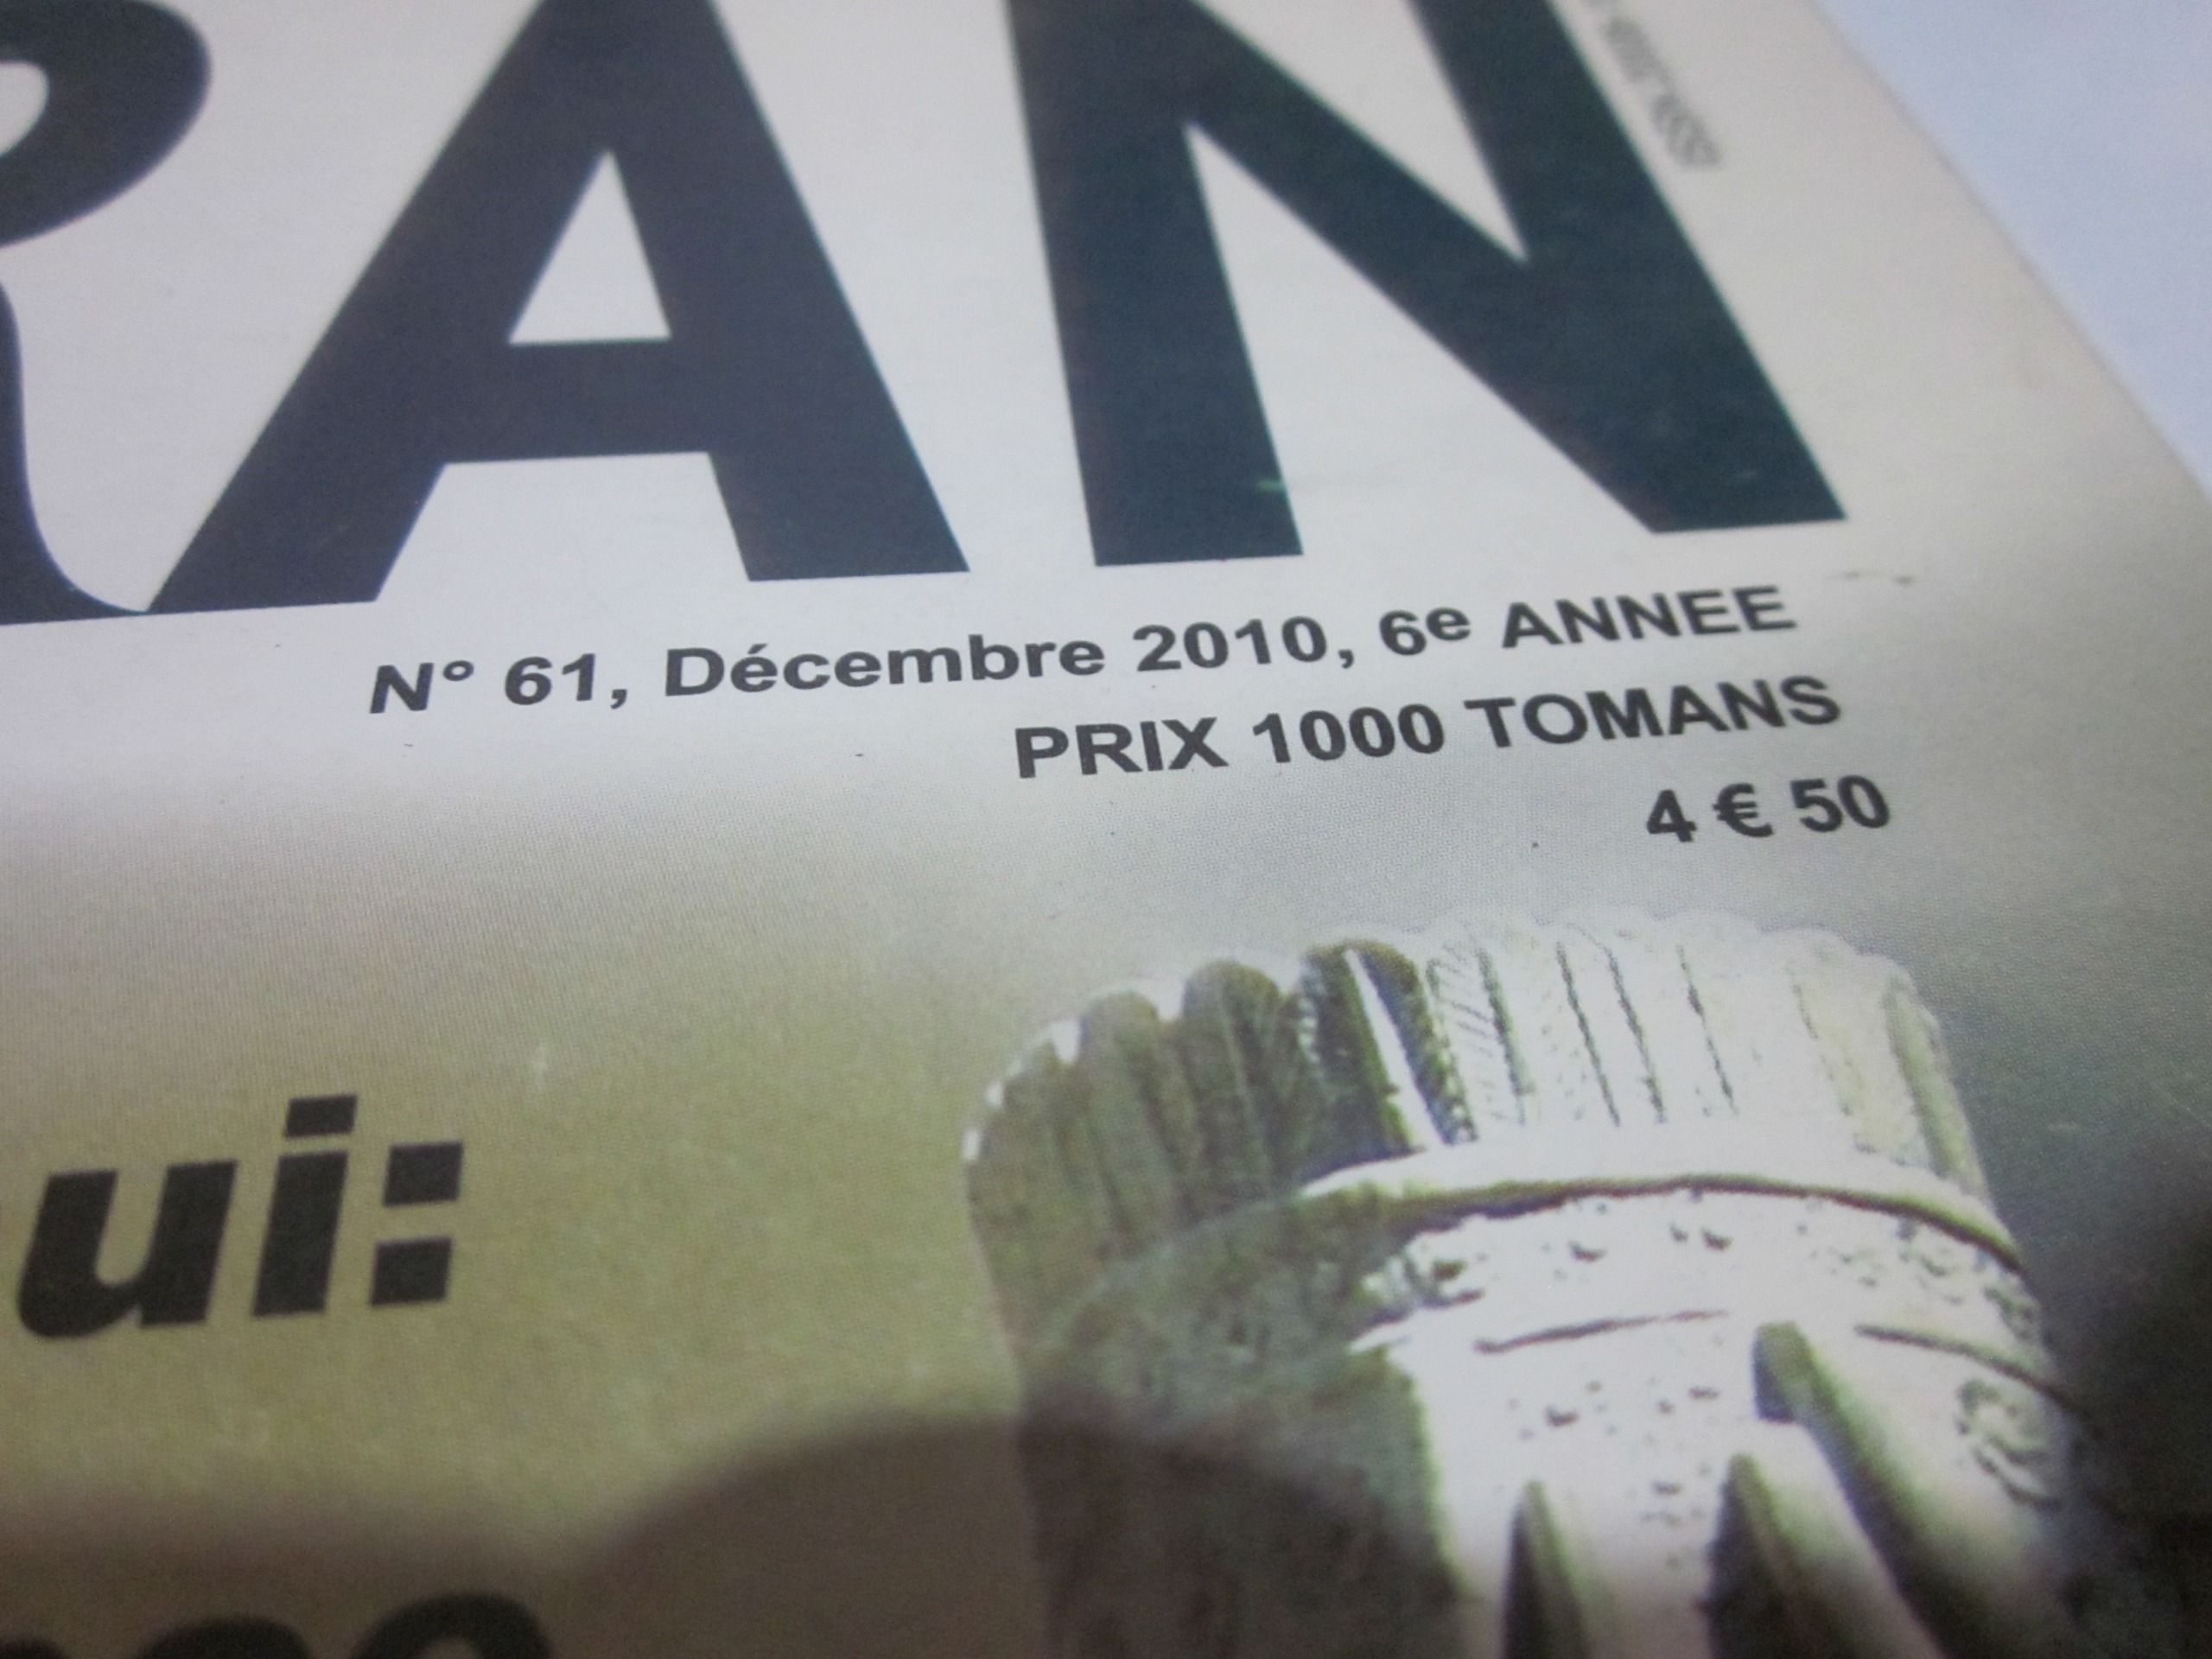 RAN
N° 61, Décembre 2010, 6e ANNEE
PRIX 1000 TOMANS
4 € 50
ui: